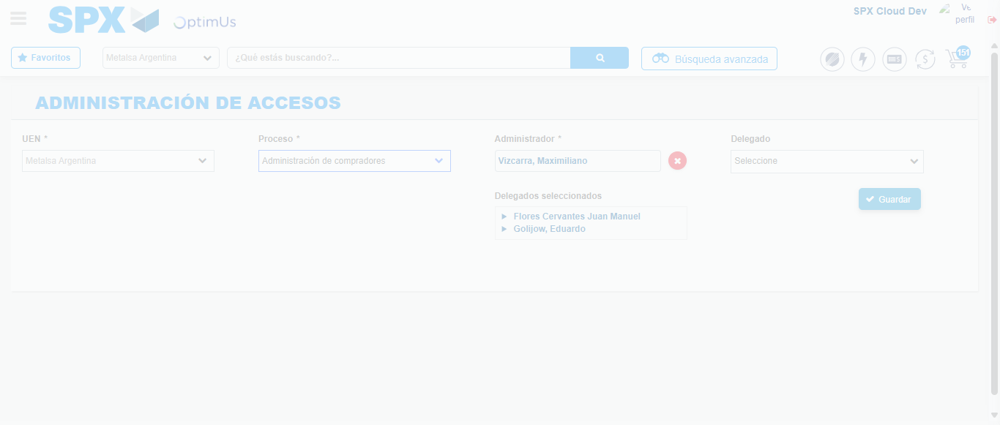 SPX
OptimUs
SPX Cloud Dev
perfil
Favoritos
Metalsa Argentina
¿Qué estás buscando?...
Búsqueda avanzada
151
ADMINISTRACIÓN DE ACCESOS
UEN *
Proceso *
Administrador *
Delegado
Metalsa Argentina
Administración de compradores
Vizcarra, Maximiliano
Seleccione
Delegados seleccionados
Guardar
Flores Cervantes Juan Manuel
Golijow, Eduardo